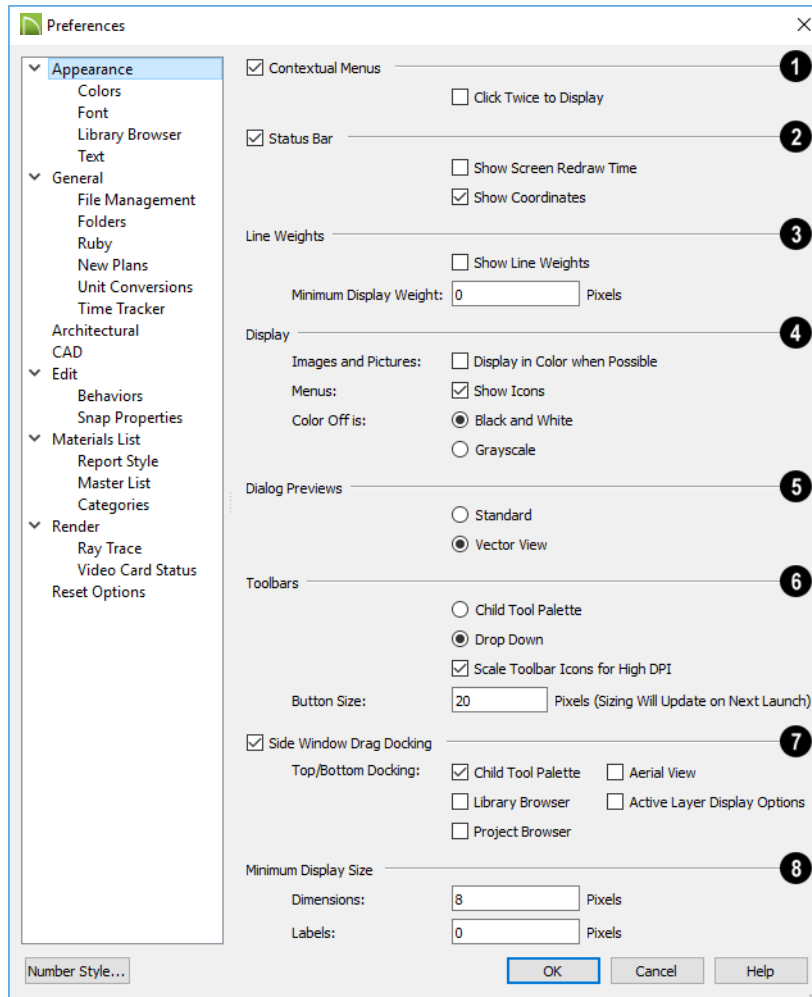 Preferences
Appearance
Colors
Font
Library Browser
Text
General
File Management
Folders
Ruby
New Plans
Unit Conversions
Time Tracker
Architectural
CAD
Edit
Behaviors
Snap Properties
Materials List
Report Style
Master List
Categories
Render
Ray Trace
Video Card Status
Reset Options
Contextual Menus 1
Click Twice to Display
Status Bar 2
Show Screen Redraw Time
Show Coordinates
Line Weights 3
Show Line Weights
Minimum Display Weight: 0 Pixels
Display 4
Images and Pictures: Display in Color when Possible
Menus: Show Icons
Color Off is: Black and White
Grayscale
Dialog Previews 5
Standard
Vector View
Toolbars 6
Child Tool Palette
Drop Down
Scale Toolbar Icons for High DPI
Button Size: 20 Pixels (Sizing Will Update on Next Launch)
Side Window Drag Docking 7
Top/Bottom Docking: Child Tool Palette Aerial View
Library Browser Active Layer Display Options
Project Browser
Minimum Display Size 8
Dimensions: 8 Pixels
Labels: 0 Pixels
Number Style... OK Cancel Help